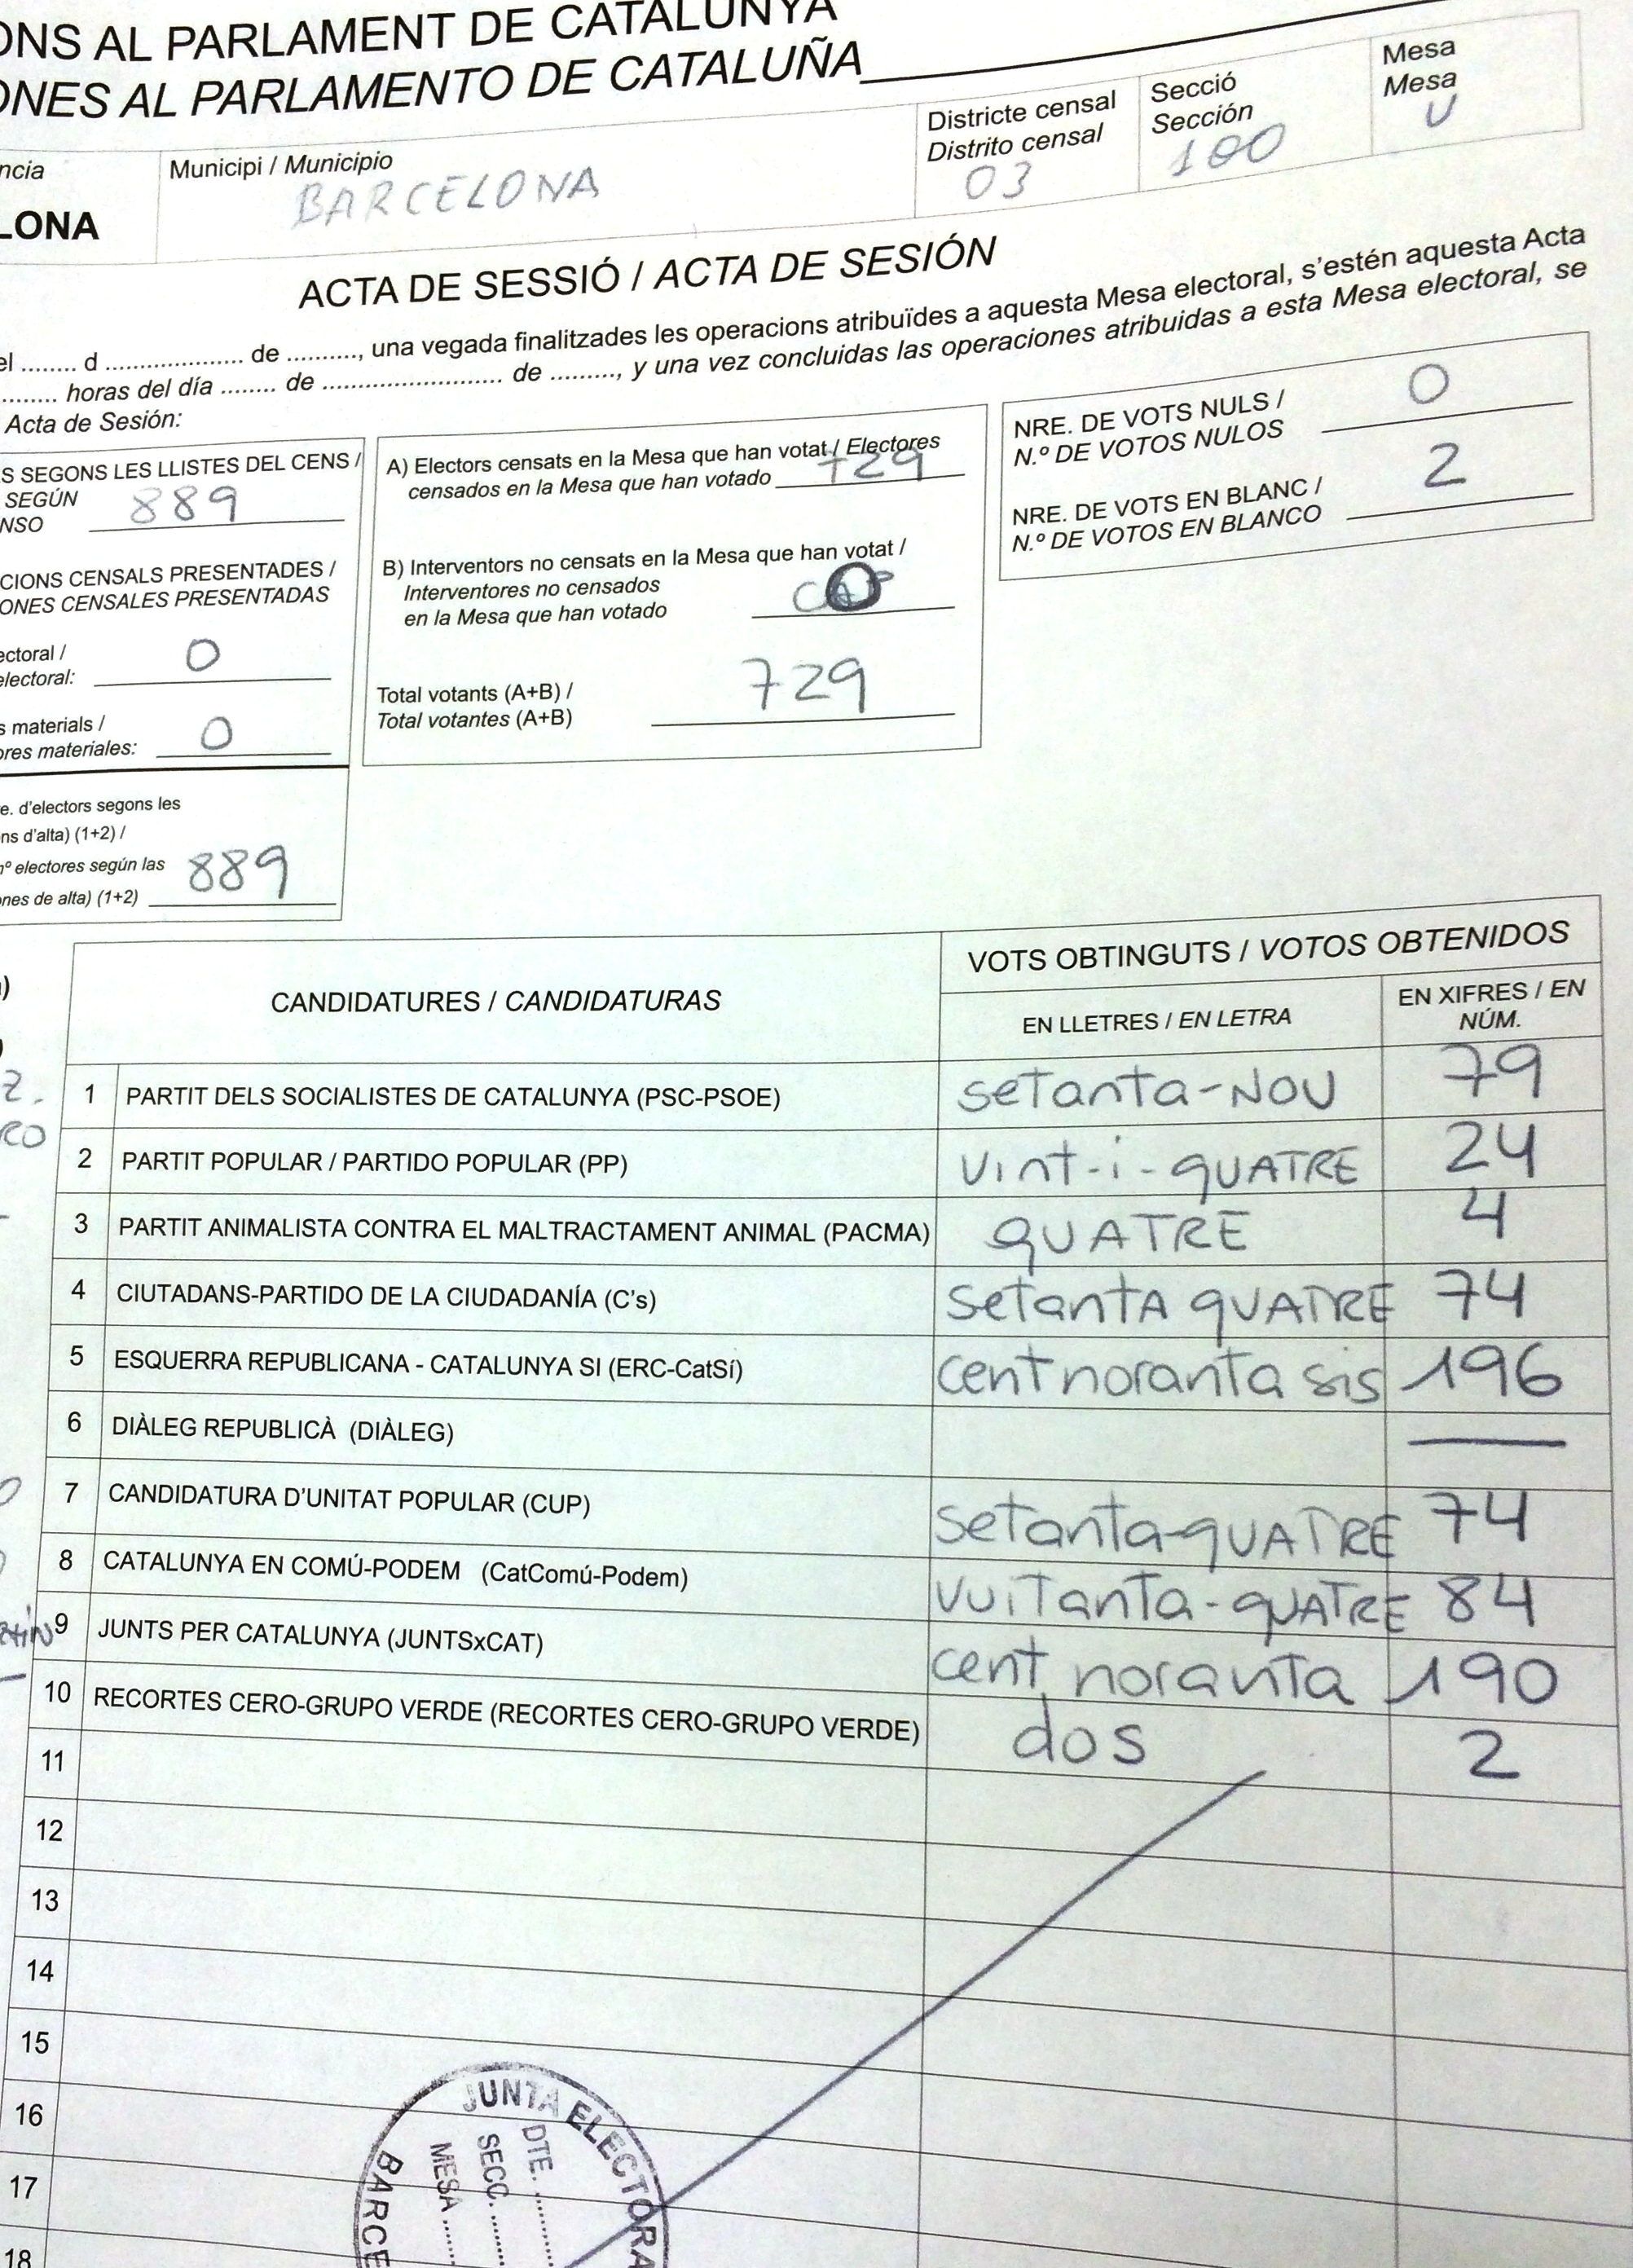 ONS AL PARLAMENT DE CATALUNYA
ONES AL PARLAMENTO DE CATALUÑA
ncia
LONA
Municipi / Municipio
BARCELONA
Districte censal
Distrito censal
03
Secció
Sección
100
Mesa
Mesa
U
ACTA DE SESSIÓ / ACTA DE SESIÓN
el ........ d .................. de .........., una vegada finalitzades les operacions atribuïdes a aquesta Mesa electoral, s'estén aquesta Acta
......... horas del día ........ de ........................ de ........., y una vez concluidas las operaciones atribuidas a esta Mesa electoral, se
Acta de Sesión:
S SEGONS LES LLISTES DEL CENS /
SEGÚN
NSO 889
CIONS CENSALS PRESENTADES /
ONES CENSALES PRESENTADAS
ectoral /
electoral: 0
s materials /
ores materiales: 0
e. d'electors segons les
ns d'alta) (1+2) /
nº electores según las
nes de alta) (1+2) 889
A) Electors censats en la Mesa que han votat / Electores
censados en la Mesa que han votado 729
B) Interventors no censats en la Mesa que han votat /
Interventores no censados
en la Mesa que han votado 0
Total votants (A+B) /
Total votantes (A+B) 729
NRE. DE VOTS NULS /
N.º DE VOTOS NULOS 0
NRE. DE VOTS EN BLANC /
N.º DE VOTOS EN BLANCO 2
CANDIDATURES / CANDIDATURAS
VOTS OBTINGUTS / VOTOS OBTENIDOS
EN LLETRES / EN LETRA
EN XIFRES / EN
NÚM.
1 PARTIT DELS SOCIALISTES DE CATALUNYA (PSC-PSOE) setanta-NOU 79
2 PARTIT POPULAR / PARTIDO POPULAR (PP) vint-i-QUATRE 24
3 PARTIT ANIMALISTA CONTRA EL MALTRACTAMENT ANIMAL (PACMA) QUATRE 4
4 CIUTADANS-PARTIDO DE LA CIUDADANÍA (C's) setantA QUATRE 74
5 ESQUERRA REPUBLICANA - CATALUNYA SI (ERC-CatSí) cent noranta sis 196
6 DIÀLEG REPUBLICÀ (DIÀLEG) —
7 CANDIDATURA D'UNITAT POPULAR (CUP) setanta-QUATRE 74
8 CATALUNYA EN COMÚ-PODEM (CatComú-Podem) vuitanta-QUATRE 84
9 JUNTS PER CATALUNYA (JUNTSxCAT) cent noranta 190
10 RECORTES CERO-GRUPO VERDE (RECORTES CERO-GRUPO VERDE) dos 2
11
12
13
14
15
16
17
18
JUNTA ELECTORA
BARCE
DTE. ..........
SECC. ........
MESA ........